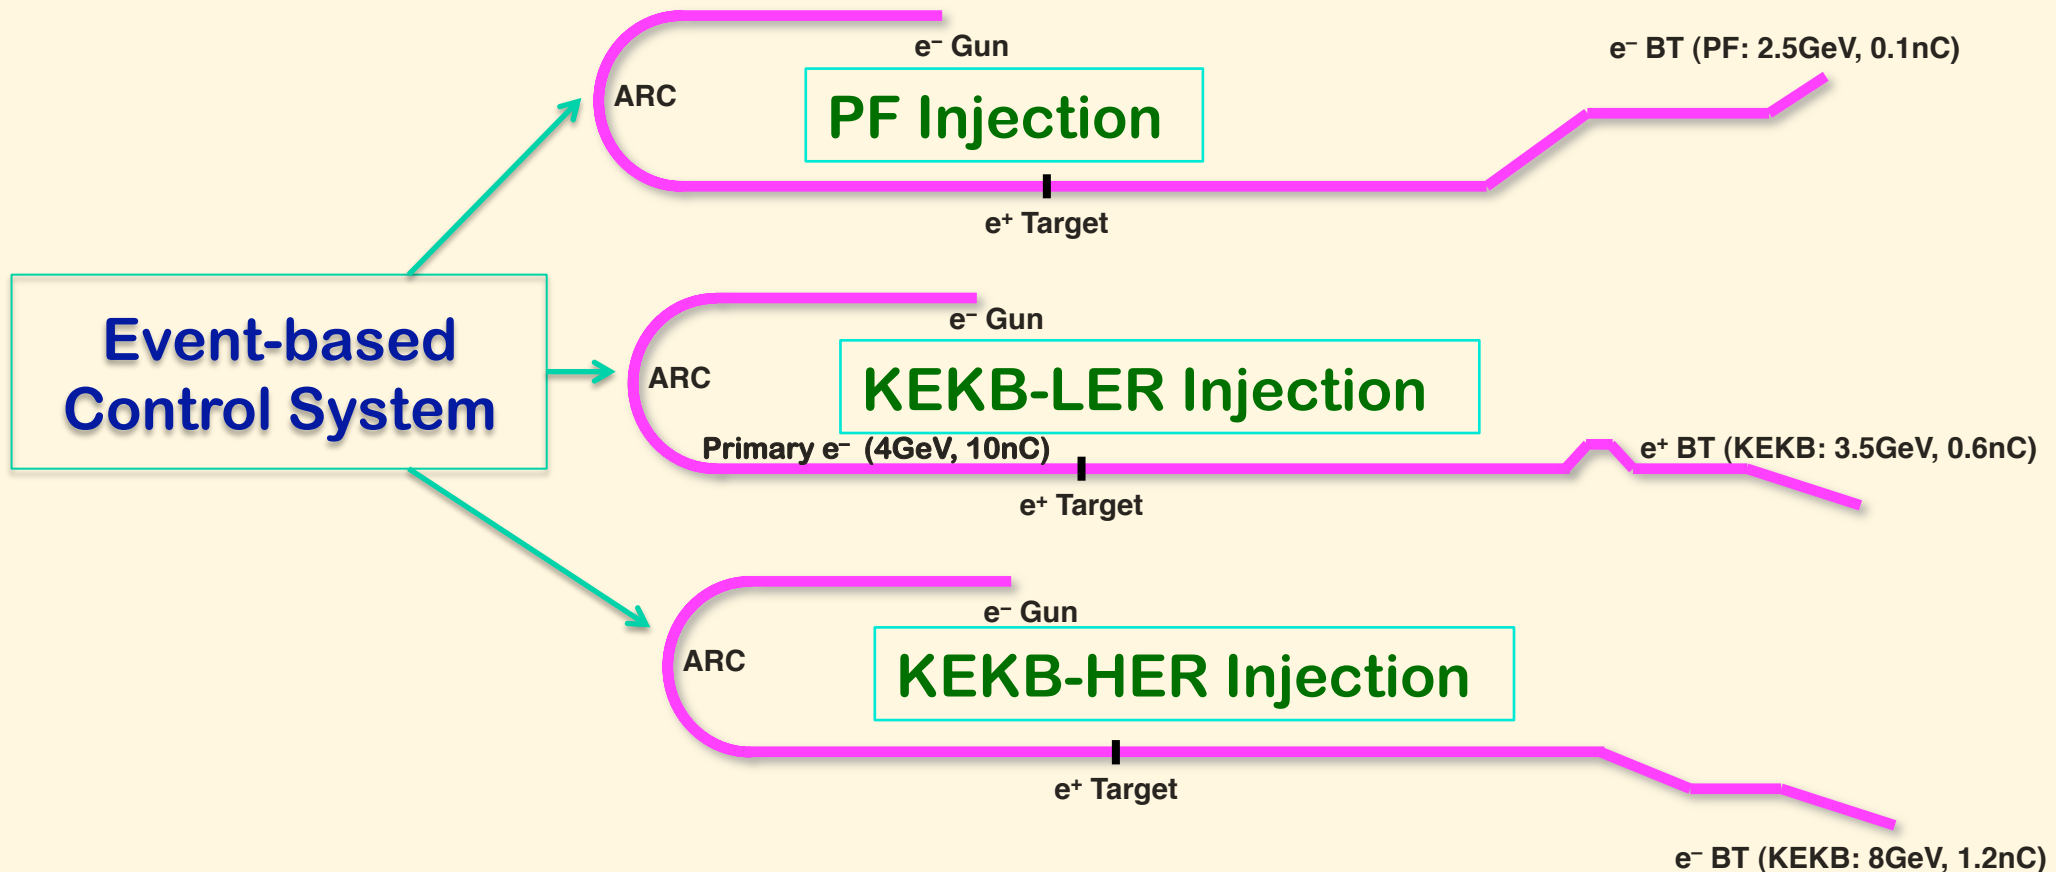 e⁻ Gun
e⁻ BT (PF: 2.5GeV, 0.1nC)
ARC
PF Injection
e⁺ Target
Event-based
Control System
e⁻ Gun
ARC
KEKB-LER Injection
Primary e⁻ (4GeV, 10nC)
e⁺ BT (KEKB: 3.5GeV, 0.6nC)
e⁺ Target
e⁻ Gun
ARC
KEKB-HER Injection
e⁺ Target
e⁻ BT (KEKB: 8GeV, 1.2nC)